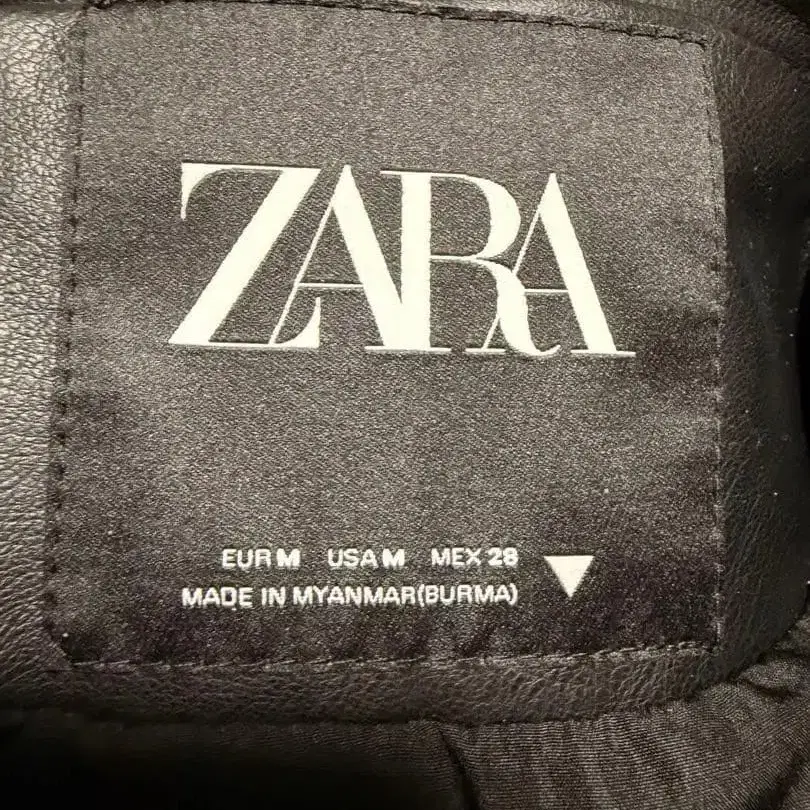 ZARA
EUR M USA M MEX 28
MADE IN MYANMAR(BURMA)